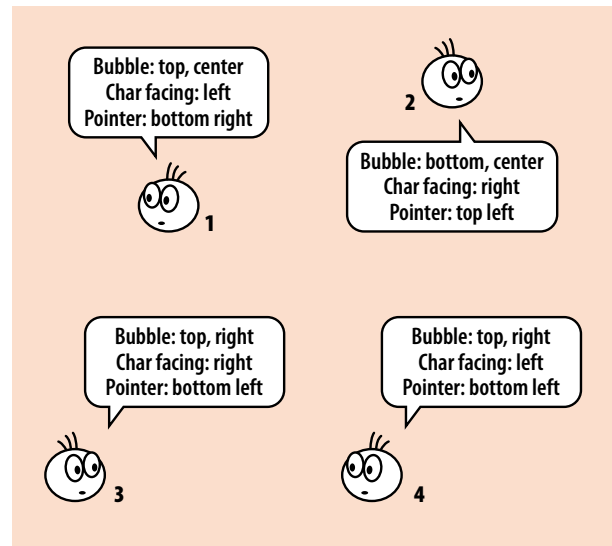 Bubble: top, center
Char facing: left
Pointer: bottom right
1
2
Bubble: bottom, center
Char facing: right
Pointer: top left
Bubble: top, right
Char facing: right
Pointer: bottom left
3
Bubble: top, right
Char facing: left
Pointer: bottom left
4